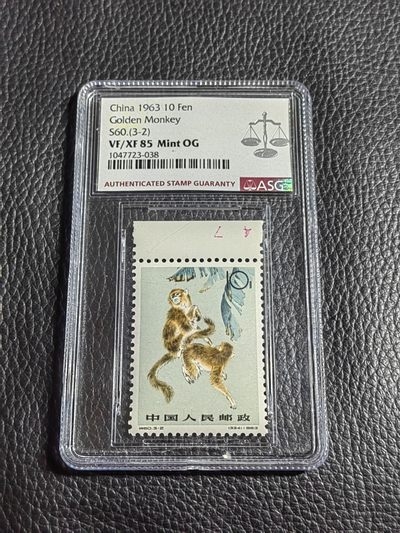 China 1963 10 Fen
Golden Monkey
S60.(3-2)
VF/XF 85 Mint OG
1047723-038
AUTHENTICATED STAMP GUARANTY
ASG
10
中国人民邮政